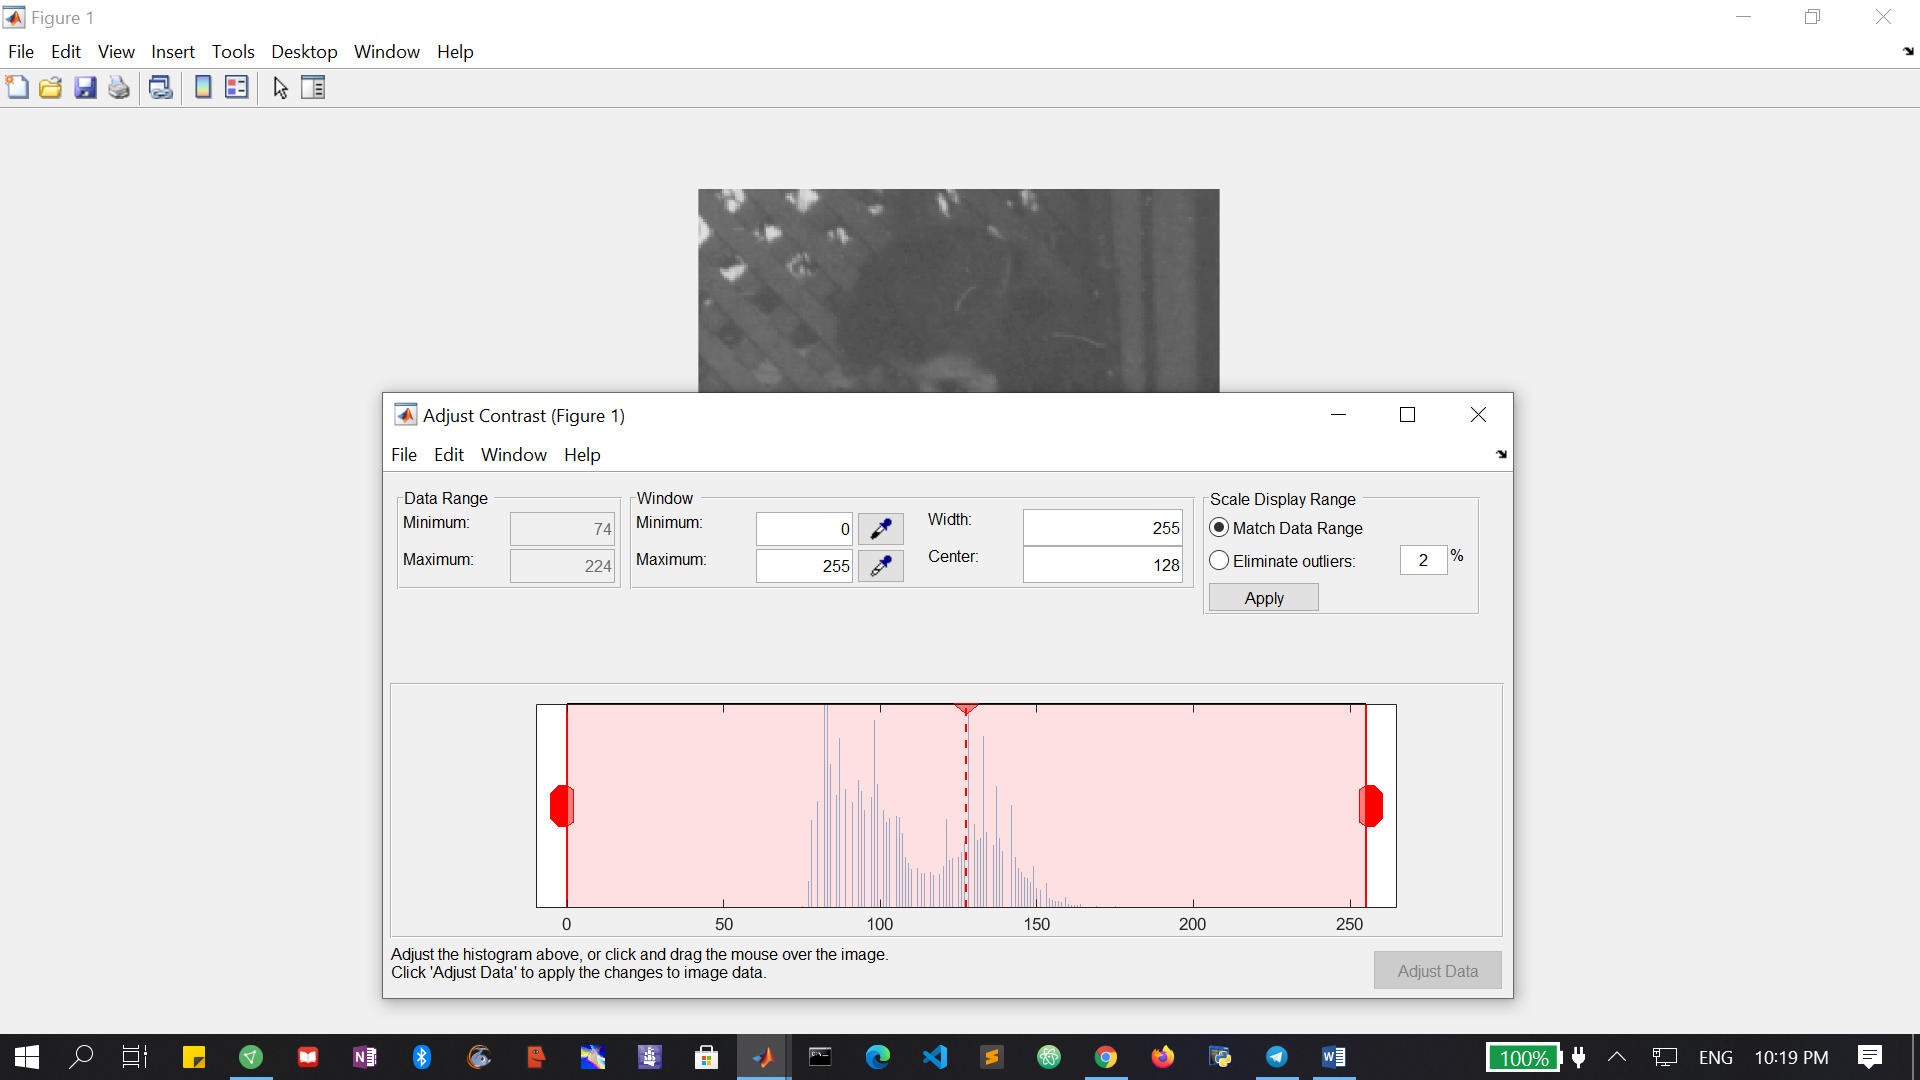 Figure 1
File Edit View Insert Tools Desktop Window Help
Adjust Contrast (Figure 1)
File Edit Window Help
Data Range
Minimum: 74
Maximum: 224
Window
Minimum: 0
Maximum: 255
Width: 255
Center: 128
Scale Display Range
Match Data Range
Eliminate outliers: 2 %
Apply
0 50 100 150 200 250
Adjust the histogram above, or click and drag the mouse over the image.
Click 'Adjust Data' to apply the changes to image data.
Adjust Data
100% ENG 10:19 PM